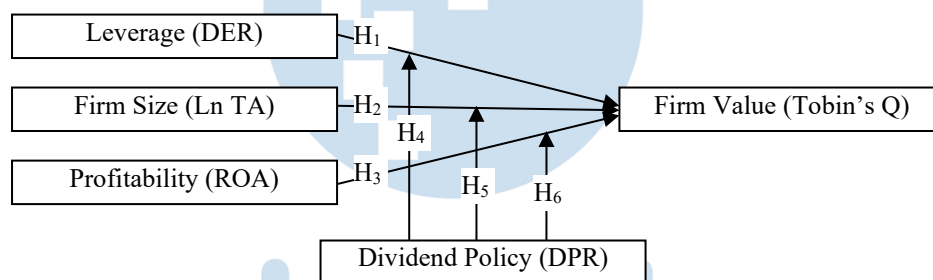 Leverage (DER)
H₁
Firm Size (Ln TA)
H₂
Firm Value (Tobin’s Q)
H₄
Profitability (ROA)
H₃
H₅
H₆
Dividend Policy (DPR)